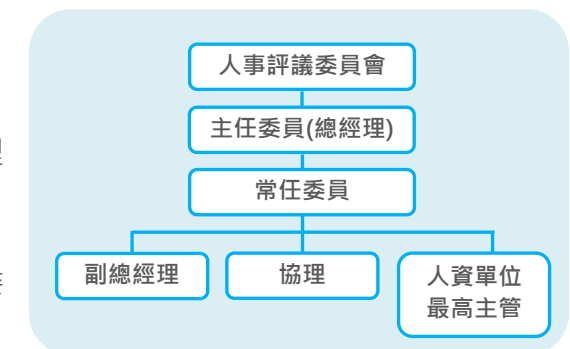 人事評議委員會
主任委員(總經理)
常任委員
副總經理
協理
人資單位
最高主管